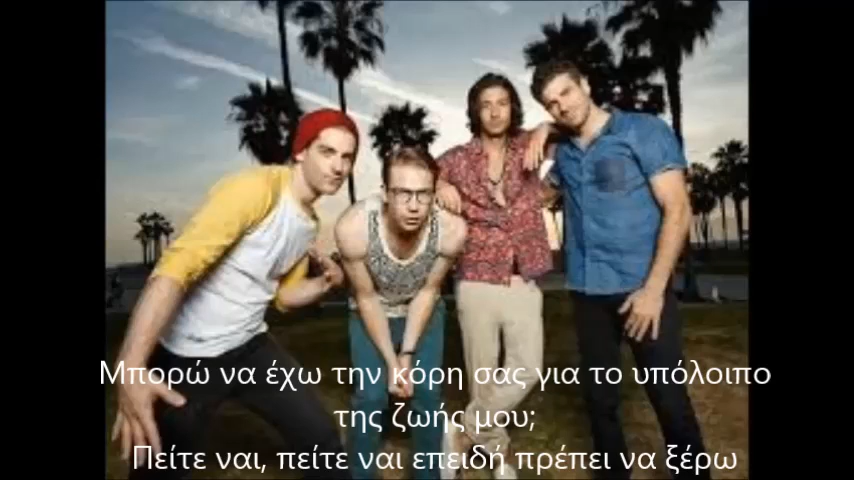 Μπορώ να έχω την κόρη σας για το υπόλοιπο
της ζωής μου;
Πείτε ναι, πείτε ναι επειδή πρέπει να ξέρω